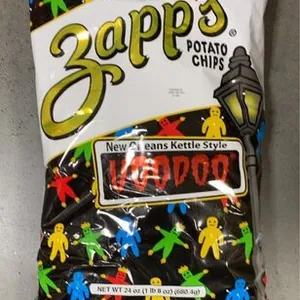 Zapp's®
POTATO
CHIPS
New Orleans Kettle Style
VOODOO
NET WT 24 oz (1 lb 8 oz) (680.4g)